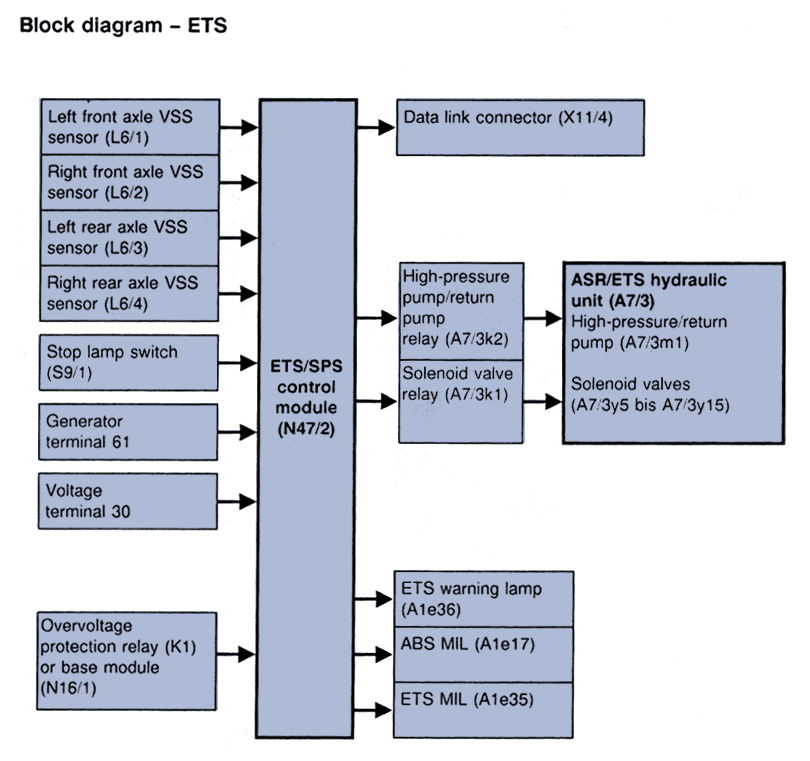 Block diagram – ETS
Left front axle VSS
sensor (L6/1)
Right front axle VSS
sensor (L6/2)
Left rear axle VSS
sensor (L6/3)
Right rear axle VSS
sensor (L6/4)
Stop lamp switch
(S9/1)
Generator
terminal 61
Voltage
terminal 30
Overvoltage
protection relay (K1)
or base module
(N16/1)
ETS/SPS
control
module
(N47/2)
Data link connector (X11/4)
High-pressure
pump/return
pump
relay (A7/3k2)
Solenoid valve
relay (A7/3k1)
ASR/ETS hydraulic
unit (A7/3)
High-pressure/return
pump (A7/3m1)
Solenoid valves
(A7/3y5 bis A7/3y15)
ETS warning lamp
(A1e36)
ABS MIL (A1e17)
ETS MIL (A1e35)